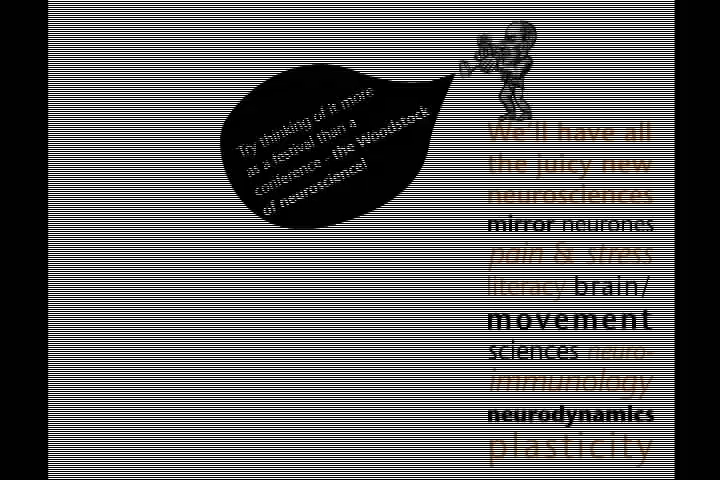 Try thinking of it more
as a festival than a
conference - the Woodstock
of neuroscience!
We'll have all
the juicy new
neurosciences
mirror neurones
pain & stress
literacy brain/
movement
sciences neuro-
immunology
neurodynamics
plasticity